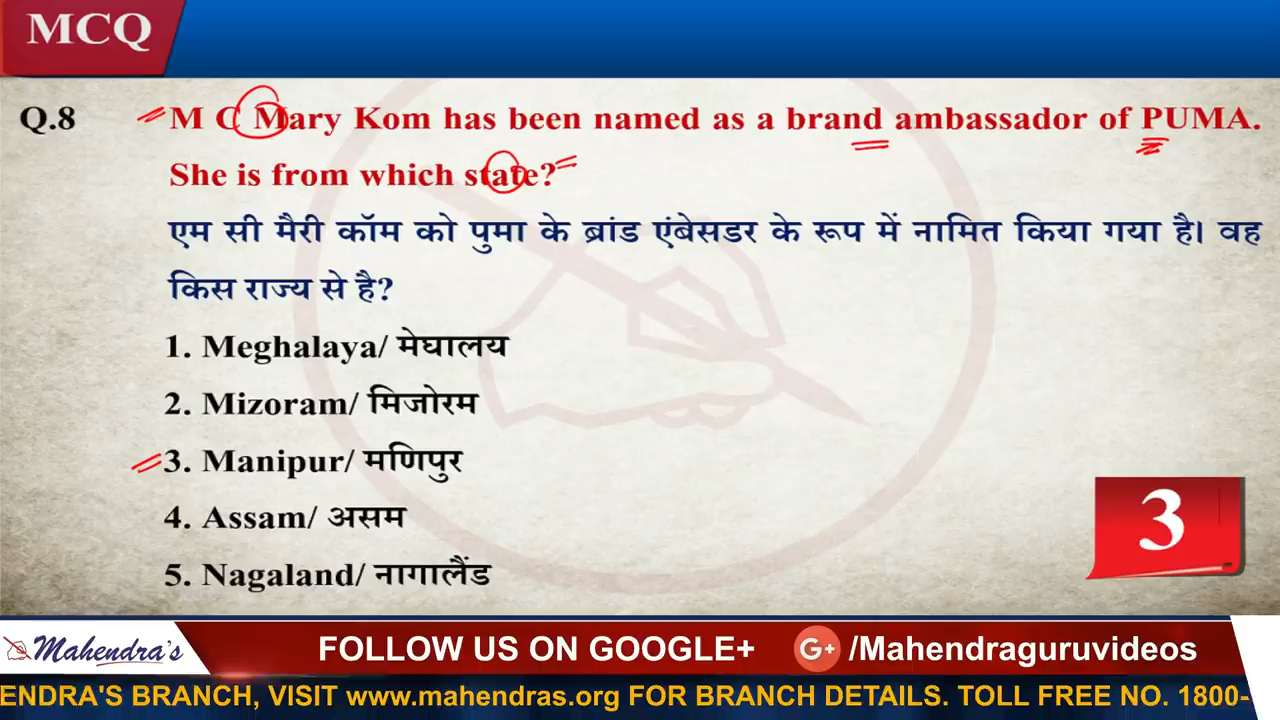 MCQ
Q.8 M C Mary Kom has been named as a brand ambassador of PUMA.
She is from which state?
एम सी मैरी कॉम को पुमा के ब्रांड एंबेसडर के रूप में नामित किया गया है। वह
किस राज्य से है?
1. Meghalaya/ मेघालय
2. Mizoram/ मिजोरम
3. Manipur/ मणिपुर
4. Assam/ असम
5. Nagaland/ नागालैंड
3
Mahendra's FOLLOW US ON GOOGLE+ G+ /Mahendraguruvideos
ENDRA'S BRANCH, VISIT www.mahendras.org FOR BRANCH DETAILS. TOLL FREE NO. 1800-